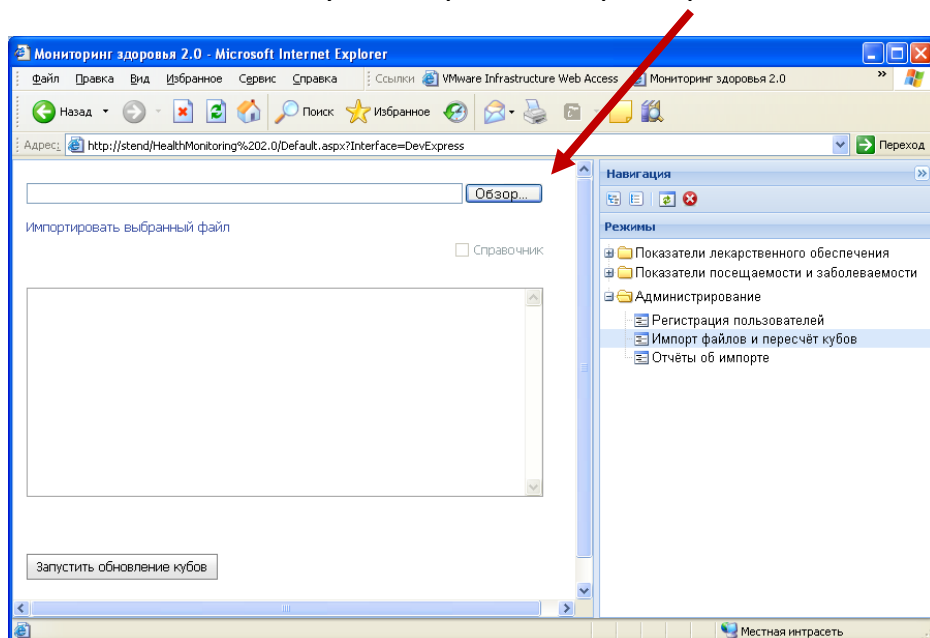 Мониторинг здоровья 2.0 - Microsoft Internet Explorer
Файл Правка Вид Избранное Сервис Справка Ссылки VMware Infrastructure Web Access Мониторинг здоровья 2.0 »
Назад Поиск Избранное
Адрес: http://stend/HealthMonitoring%202.0/Default.aspx?Interface=DevExpress Переход
Обзор...
Импортировать выбранный файл
Справочник
Запустить обновление кубов
Навигация »
Режимы
Показатели лекарственного обеспечения
Показатели посещаемости и заболеваемости
Администрирование
Регистрация пользователей
Импорт файлов и пересчёт кубов
Отчёты об импорте
Местная интрасеть